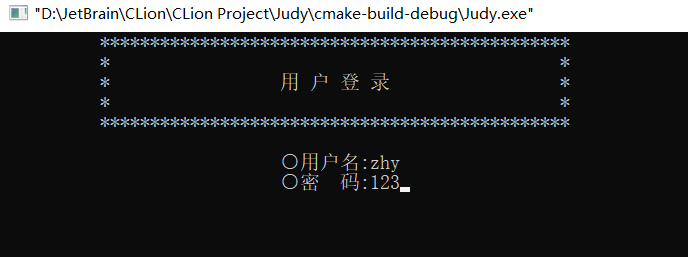 "D:\JetBrain\CLion\CLion Project\Judy\cmake-build-debug\Judy.exe"
***********************************************
*                                             *
*                 用 户 登 录                 *
*                                             *
***********************************************
○用户名:zhy
○密  码:123